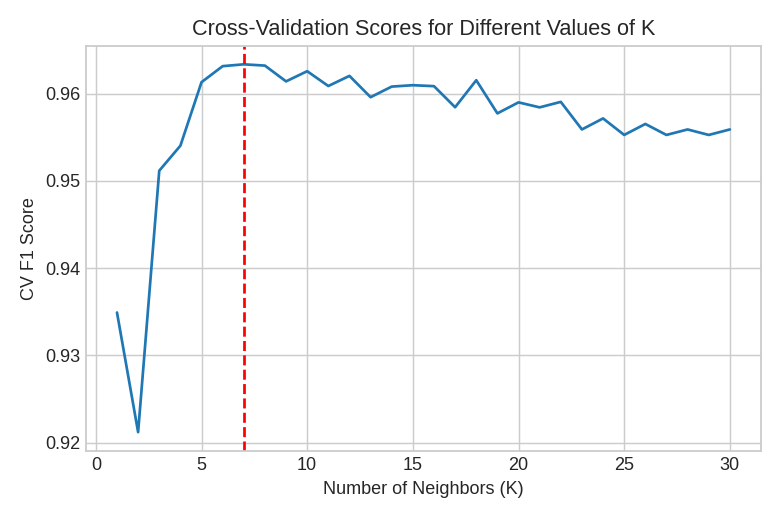 Cross-Validation Scores for Different Values of K
CV F1 Score
0.96
0.95
0.94
0.93
0.92
0 5 10 15 20 25 30
Number of Neighbors (K)